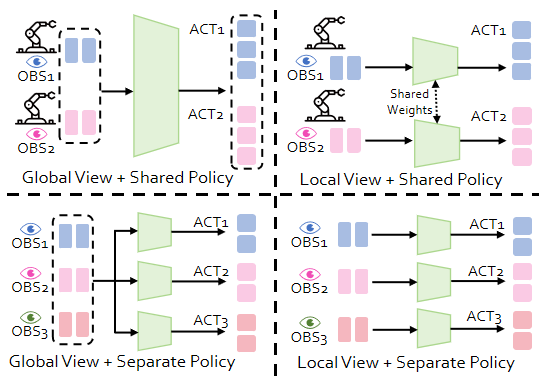 ACT1
OBS1
ACT2
OBS2
Global View + Shared Policy
ACT1
OBS1
Shared
Weights
ACT2
OBS2
Local View + Shared Policy
ACT1
OBS1
ACT2
OBS2
ACT3
OBS3
Global View + Separate Policy
ACT1
OBS1
ACT2
OBS2
ACT3
OBS3
Local View + Separate Policy